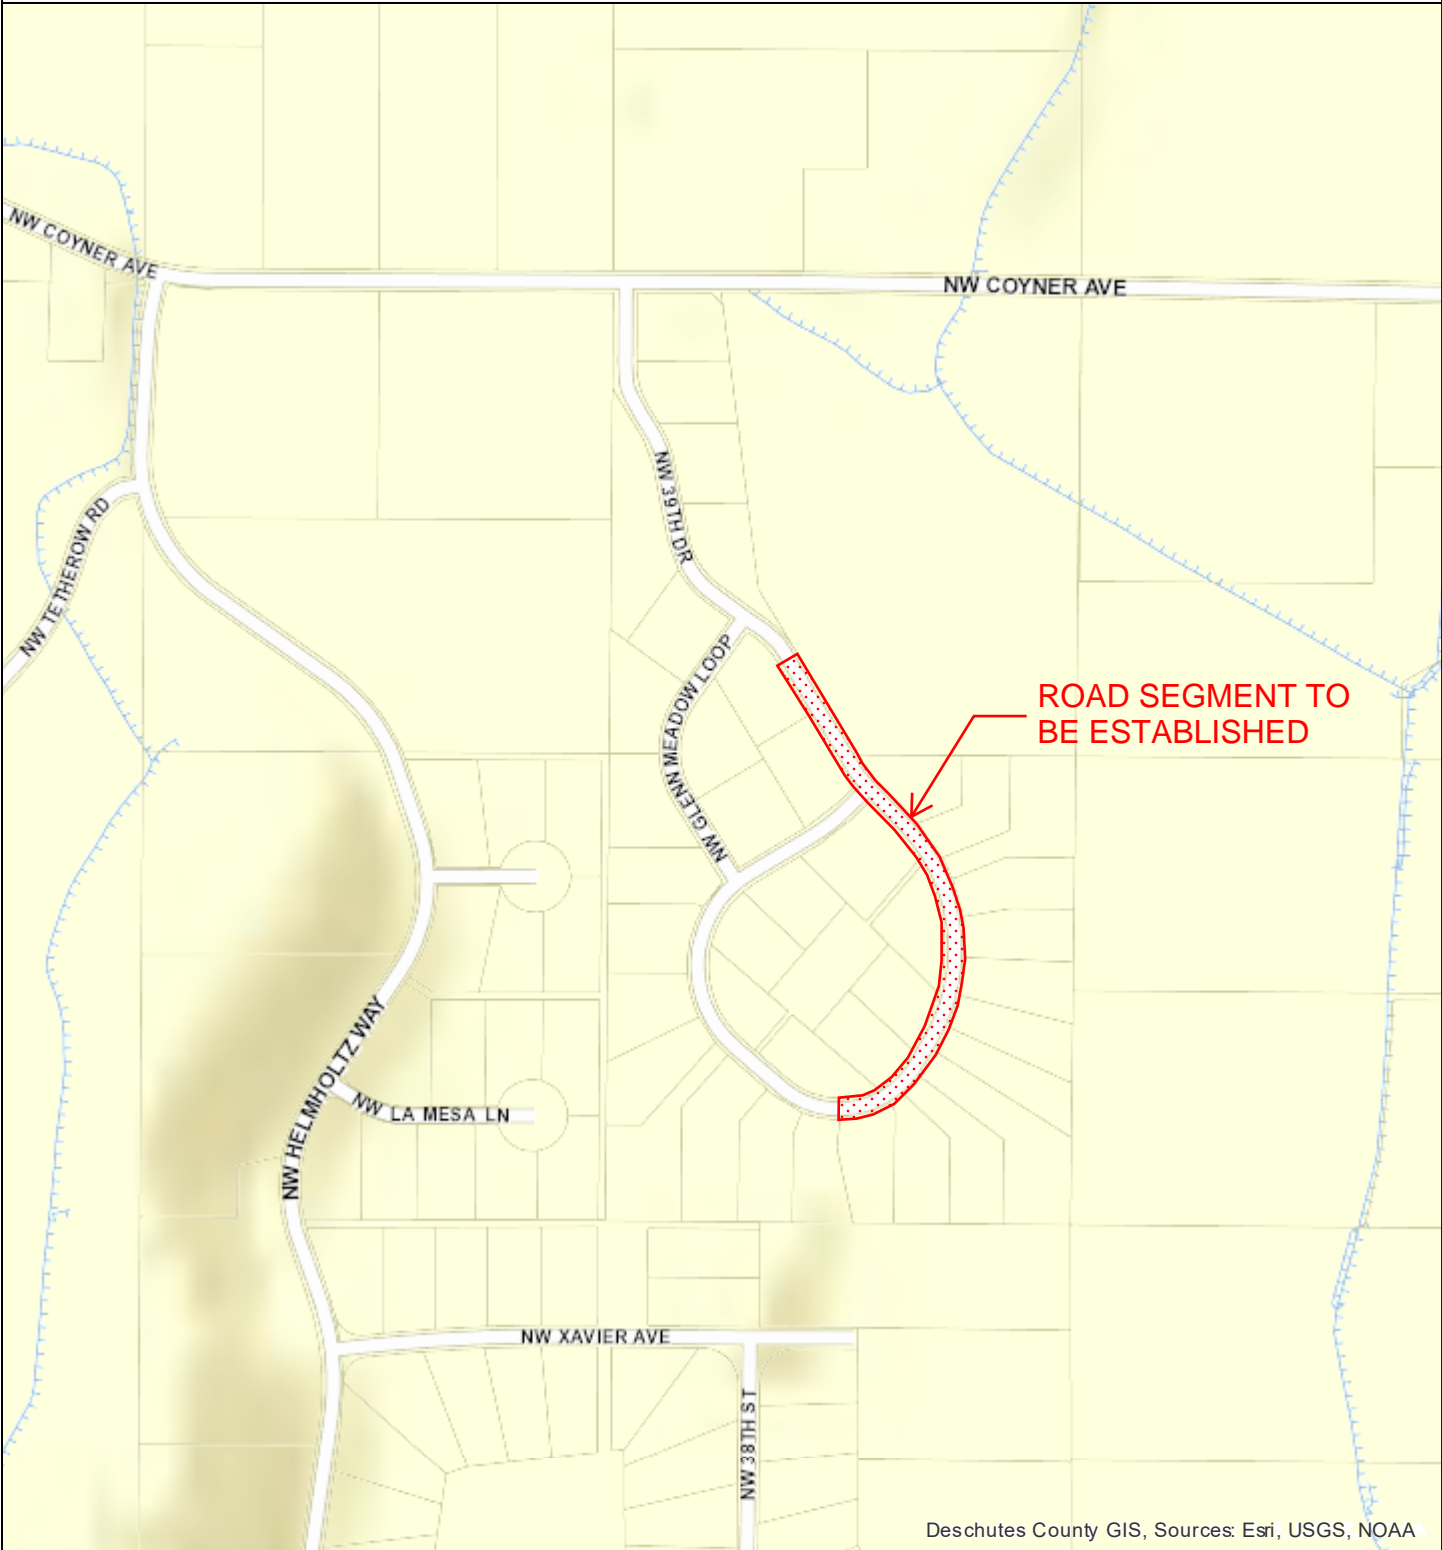 NW COYNER AVE
NW COYNER AVE
NW 39TH DR
NW TETHEROW RD
NW GLENN MEADOW LOOP
ROAD SEGMENT TO
BE ESTABLISHED
NW HELMHOLTZ WAY
NW LA MESA LN
NW XAVIER AVE
NW 38TH ST
Deschutes County GIS, Sources: Esri, USGS, NOAA